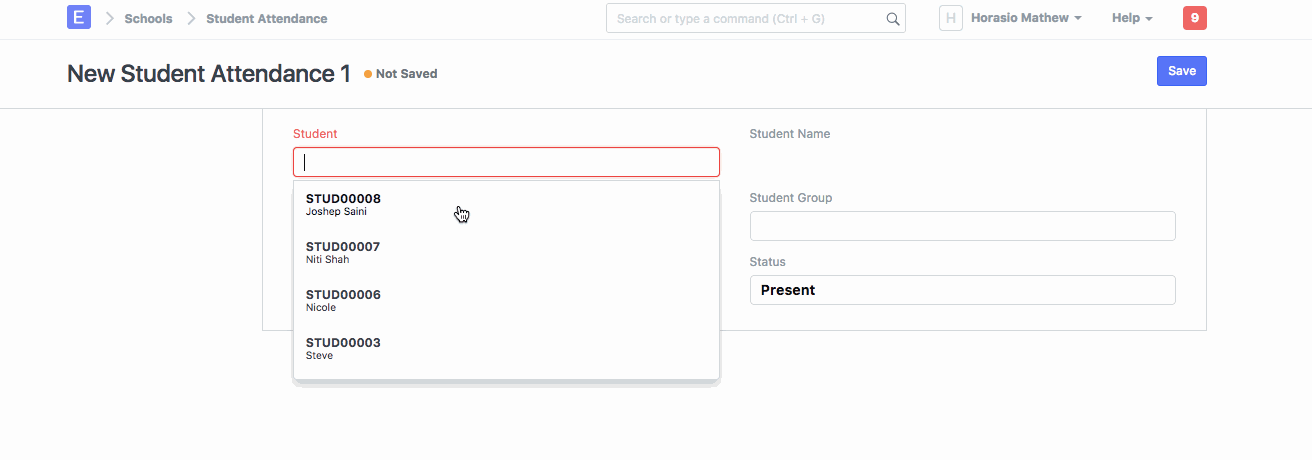 E Schools Student Attendance Search or type a command (Ctrl + G) H Horasio Mathew Help 9
New Student Attendance 1 Not Saved Save
Student Student Name
STUD00008
Joshep Saini
Student Group
STUD00007
Niti Shah
Status
STUD00006
Nicole
Present
STUD00003
Steve